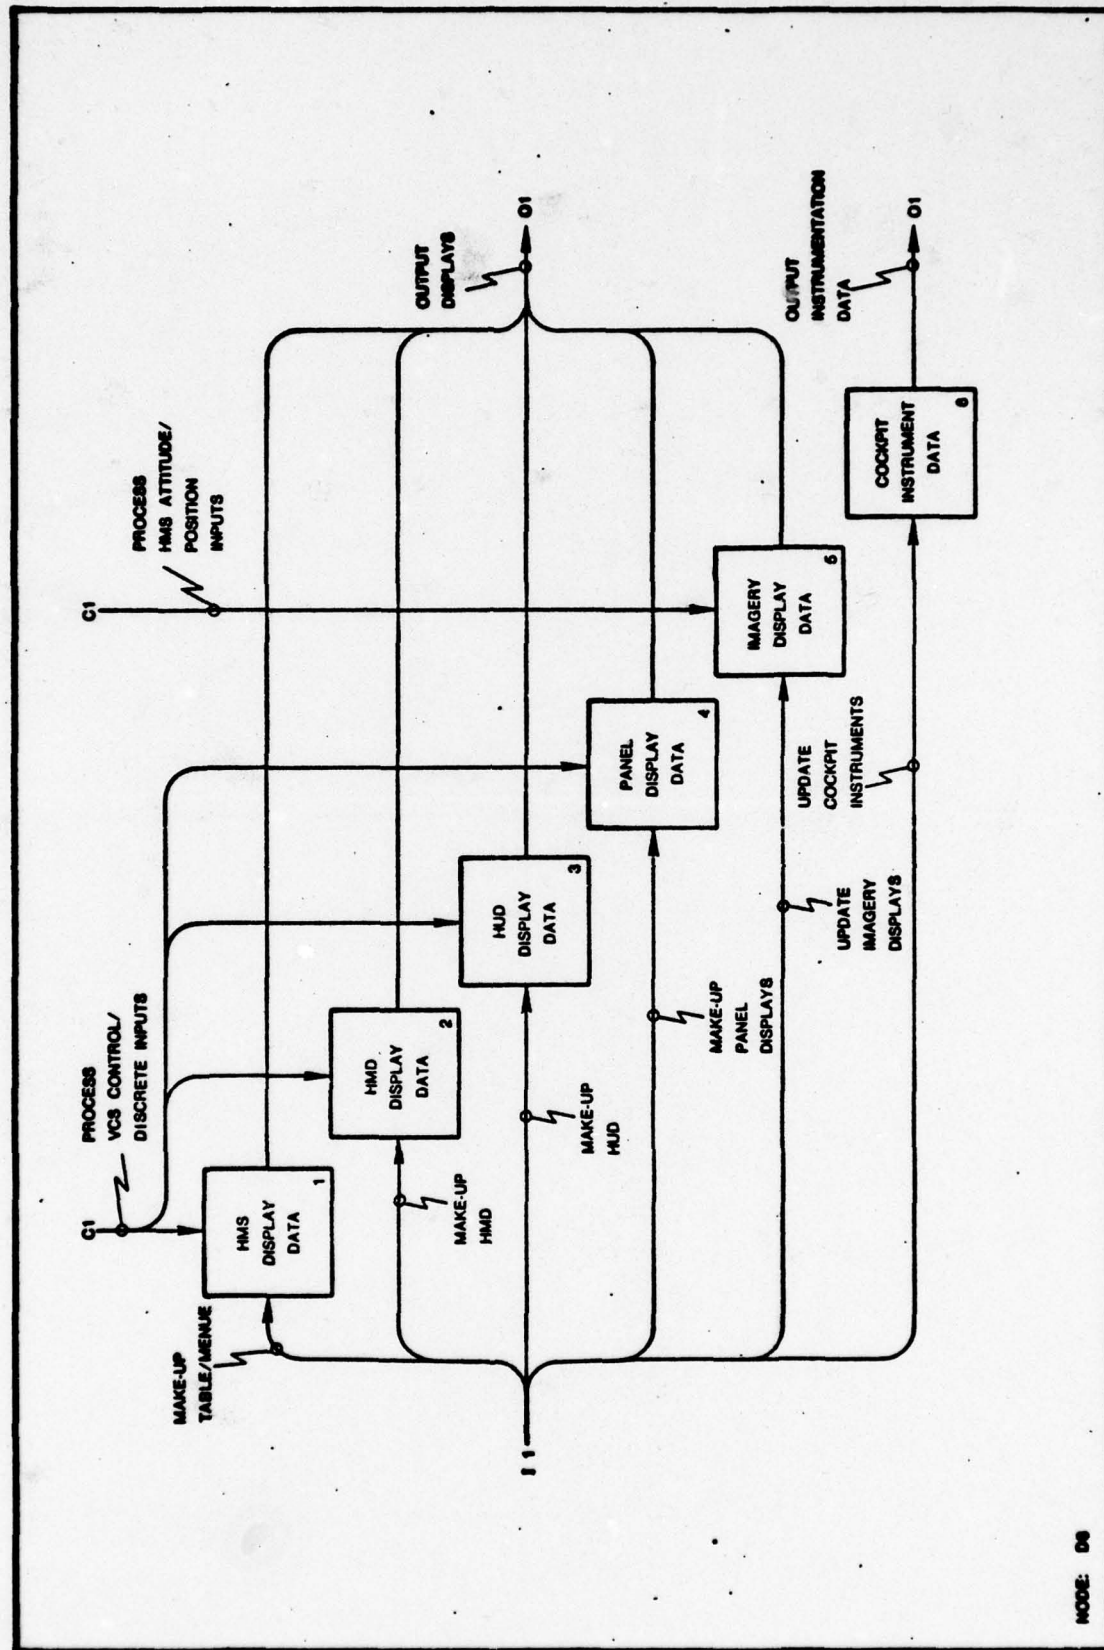 C1
PROCESS
VCS CONTROL/
DISCRETE INPUTS
C1
PROCESS
HMS ATTITUDE/
POSITION
INPUTS
MAKE-UP
TABLE/MENUE
HMS
DISPLAY
DATA
1
HMD
DISPLAY
DATA
2
MAKE-UP
HMD
OUTPUT
DISPLAYS
I 1
HUD
DISPLAY
DATA
3
O1
MAKE-UP
HUD
PANEL
DISPLAY
DATA
4
MAKE-UP
PANEL
DISPLAYS
IMAGERY
DISPLAY
DATA
5
UPDATE
COCKPIT
INSTRUMENTS
OUTPUT
INSTRUMENTATION
DATA
UPDATE
IMAGERY
DISPLAYS
COCKPIT
INSTRUMENT
DATA
6
O1
NODE: